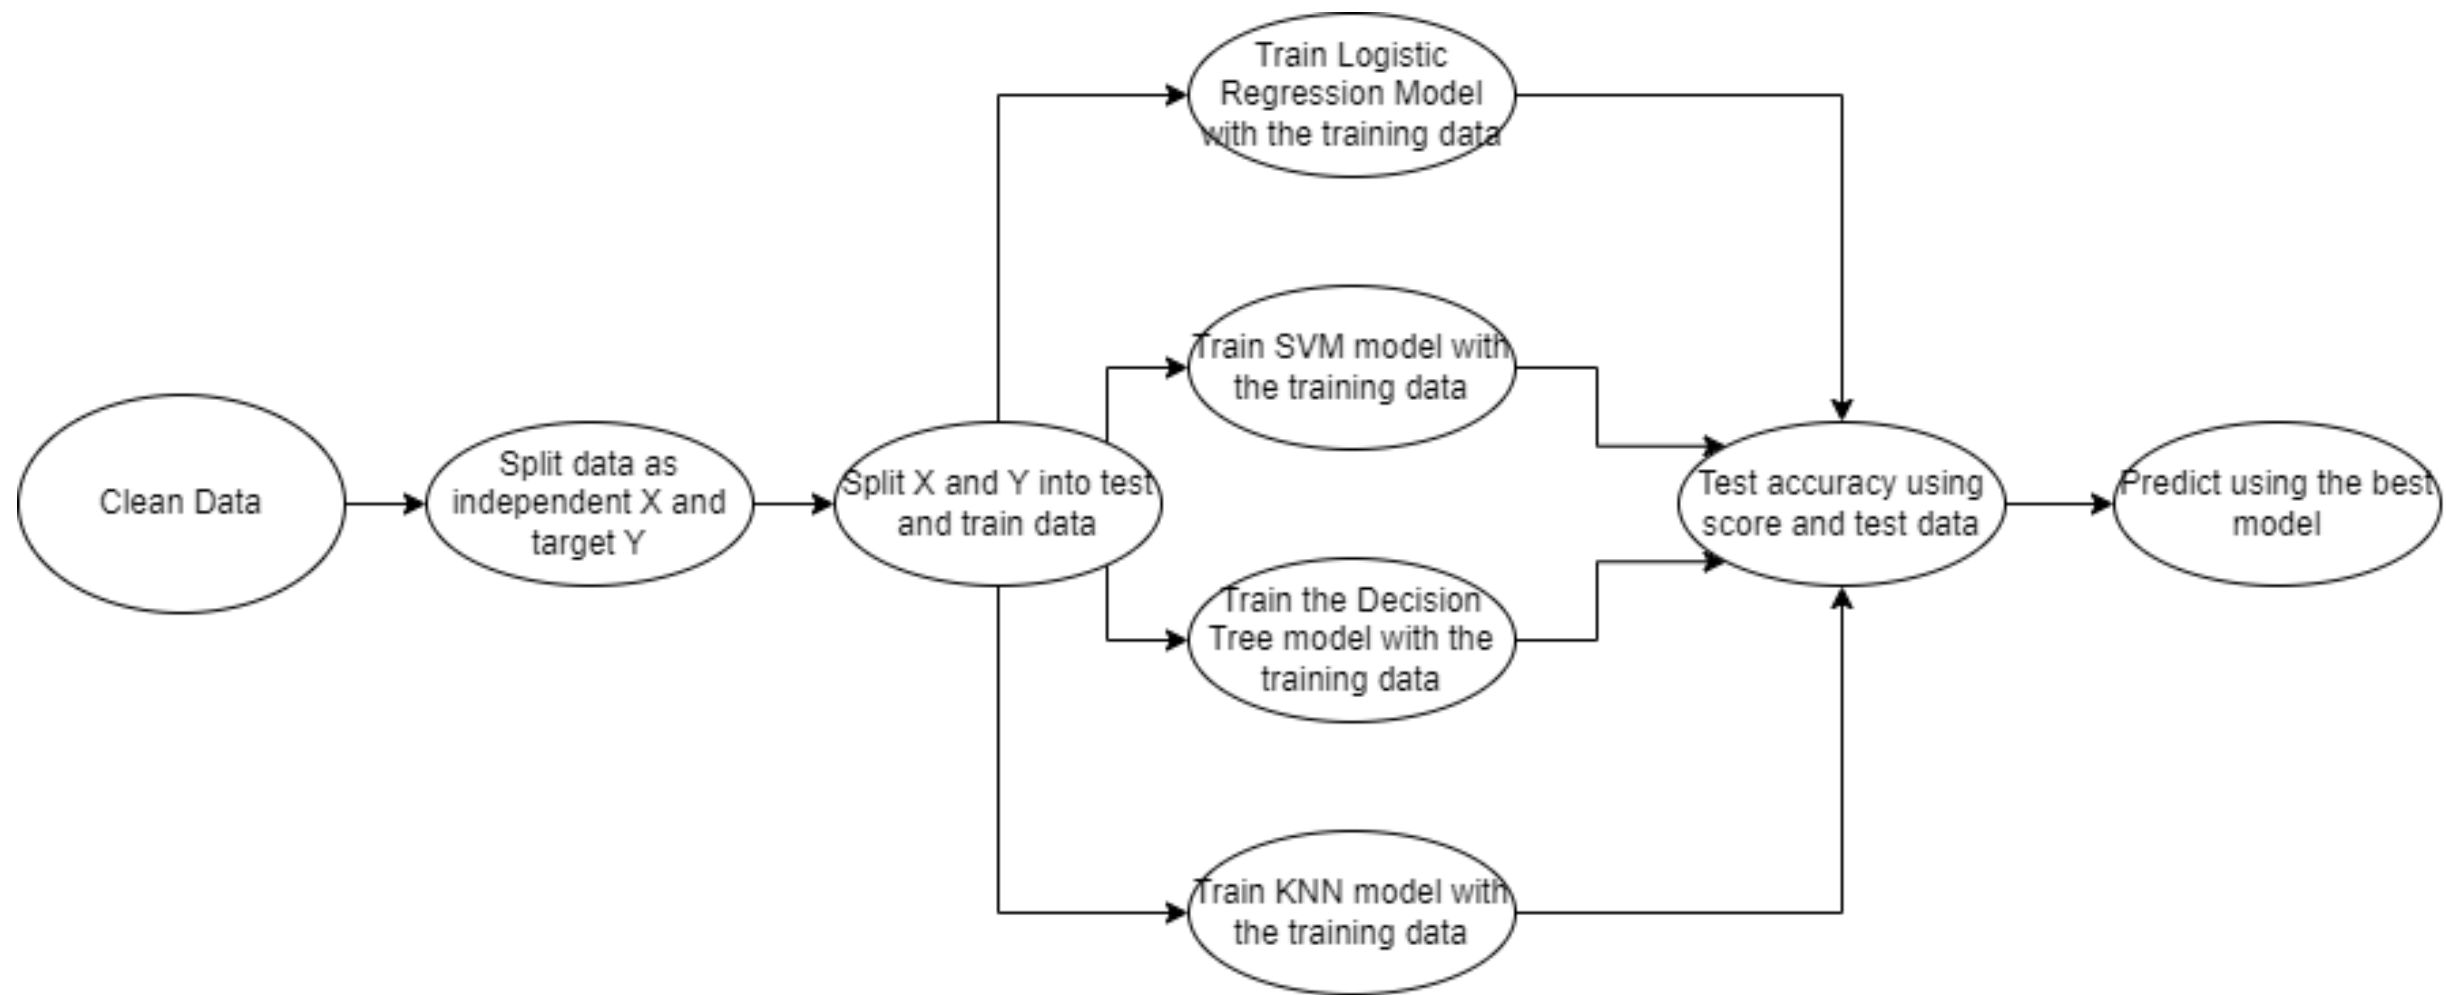 Clean Data
Split data as
independent X and
target Y
Split X and Y into test
and train data
Train Logistic
Regression Model
with the training data
Train SVM model with
the training data
Train the Decision
Tree model with the
training data
Train KNN model with
the training data
Test accuracy using
score and test data
Predict using the best
model